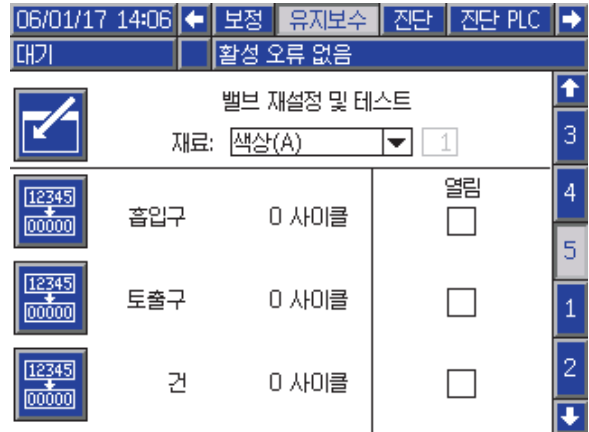 06/01/17 14:06 보정 유지보수 진단 진단 PLC
대기 활성 오류 없음
밸브 재설정 및 테스트
재료: 색상(A) 1
3
12345 00000 흡입구 0 사이클 열림
4
5
12345 00000 토출구 0 사이클
1
12345 00000 건 0 사이클
2